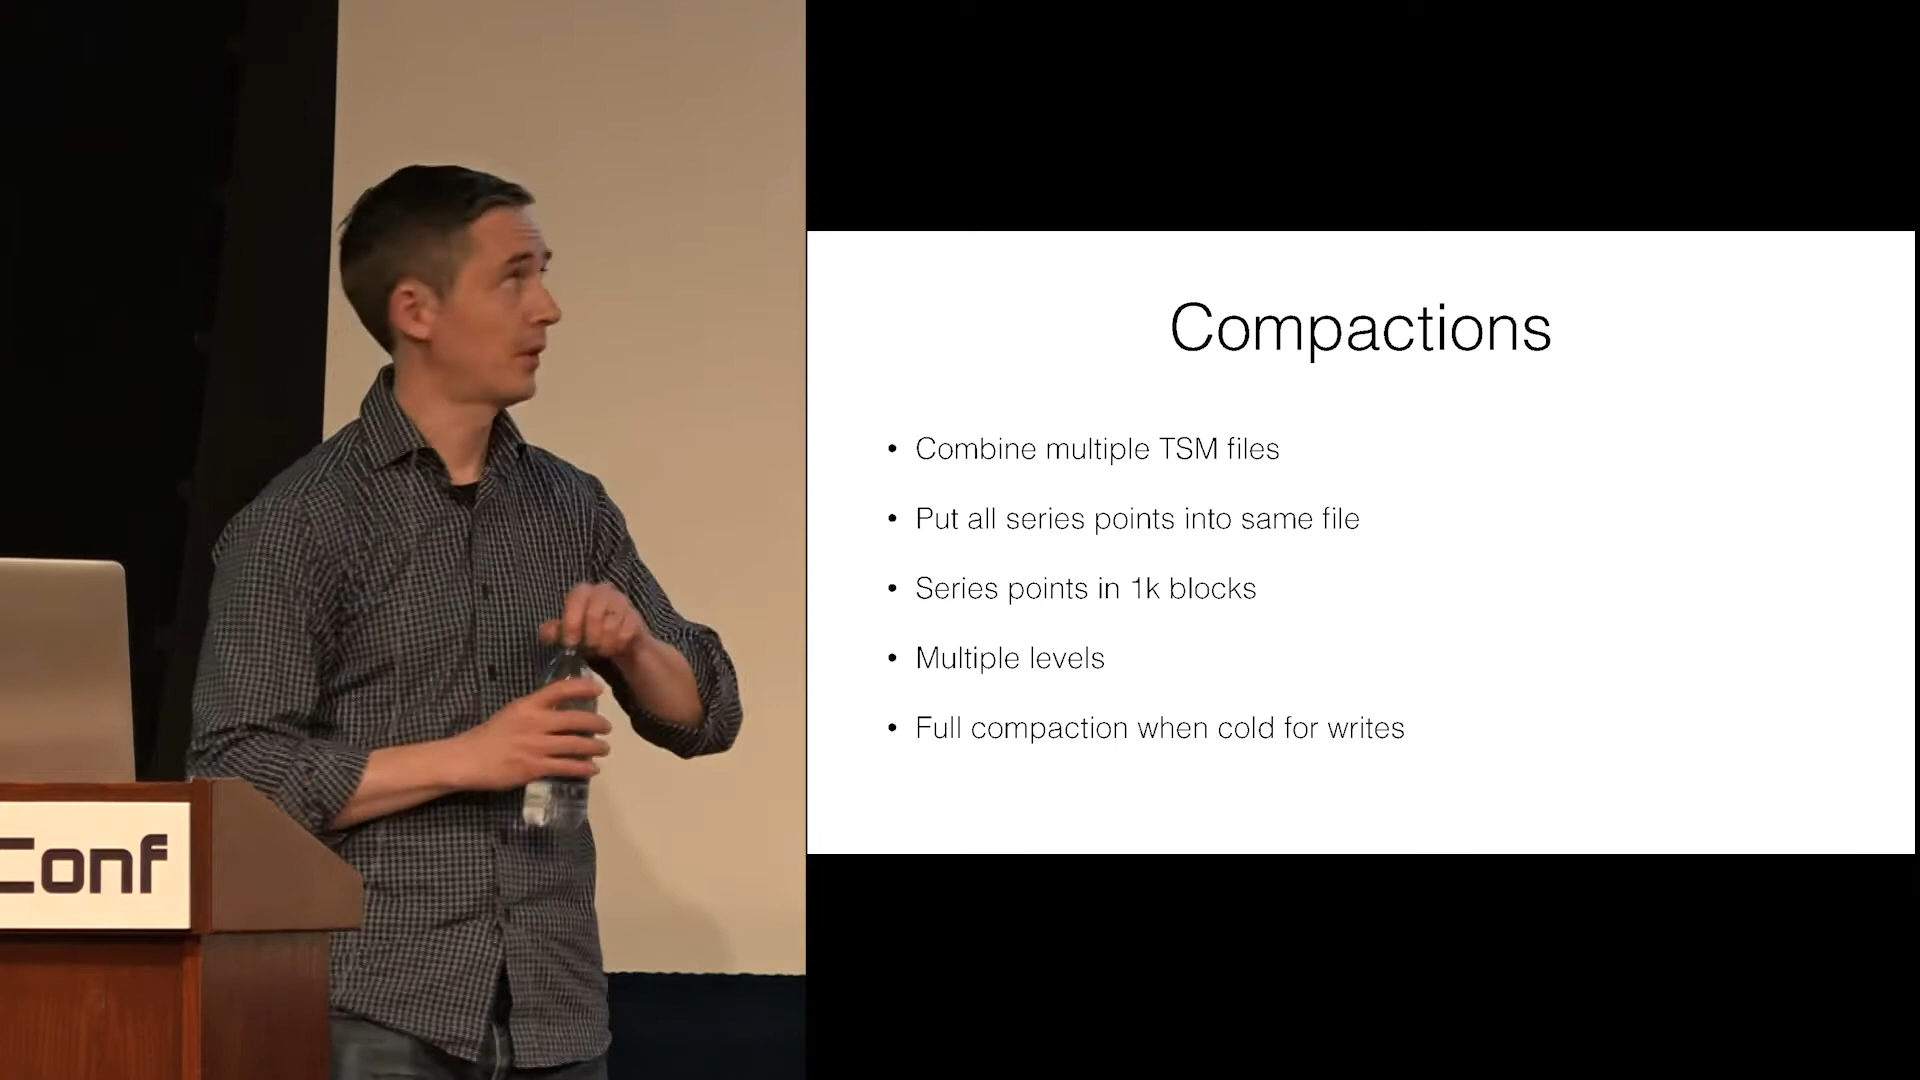 Conf
Compactions
• Combine multiple TSM files
• Put all series points into same file
• Series points in 1k blocks
• Multiple levels
• Full compaction when cold for writes